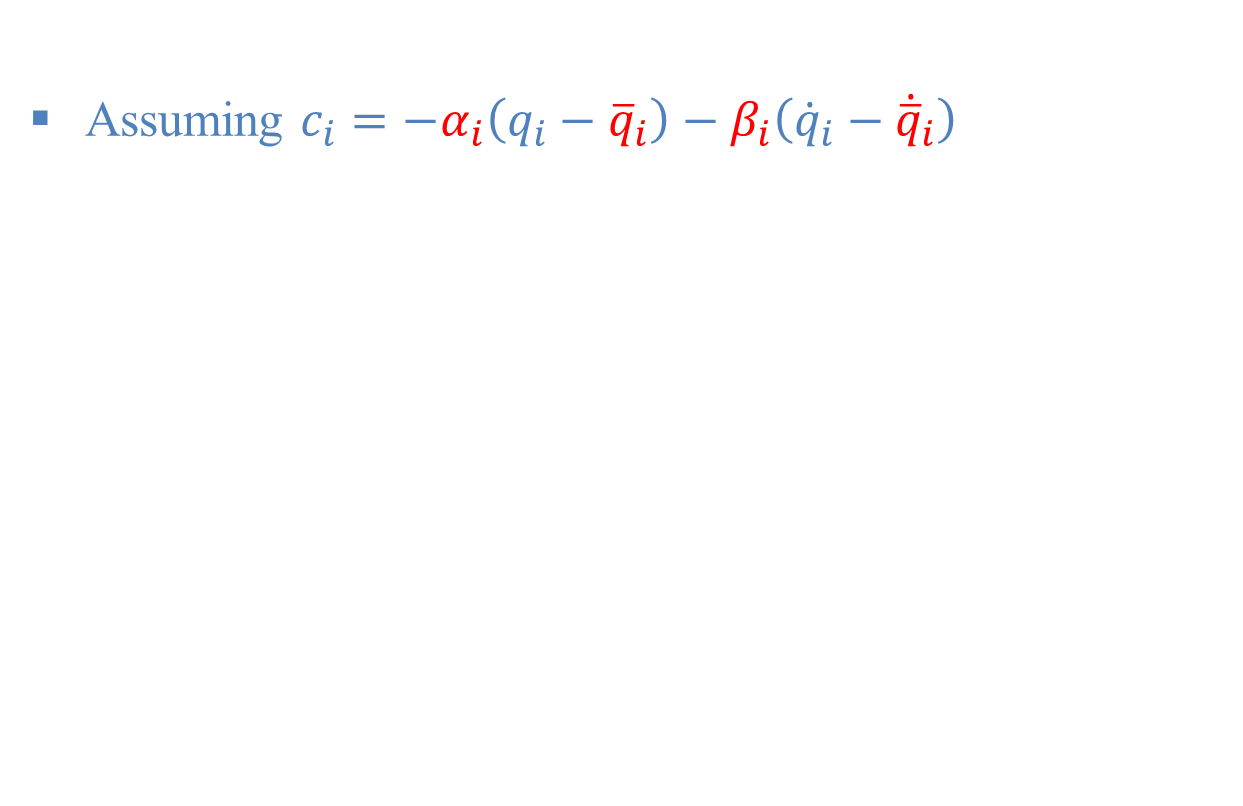 ▪ Assuming 𝑐ᵢ = −𝛼ᵢ(𝑞ᵢ − 𝑞̅ᵢ) − 𝛽ᵢ(𝑞̇ᵢ − 𝑞̅̇ᵢ)